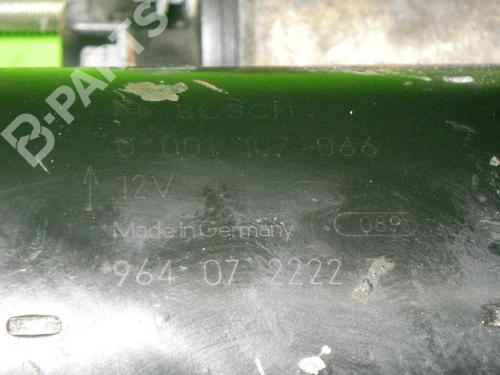 B-PARTS
BOSCH
0 001 107 066
12V
Made in Germany
089
964 07 2222